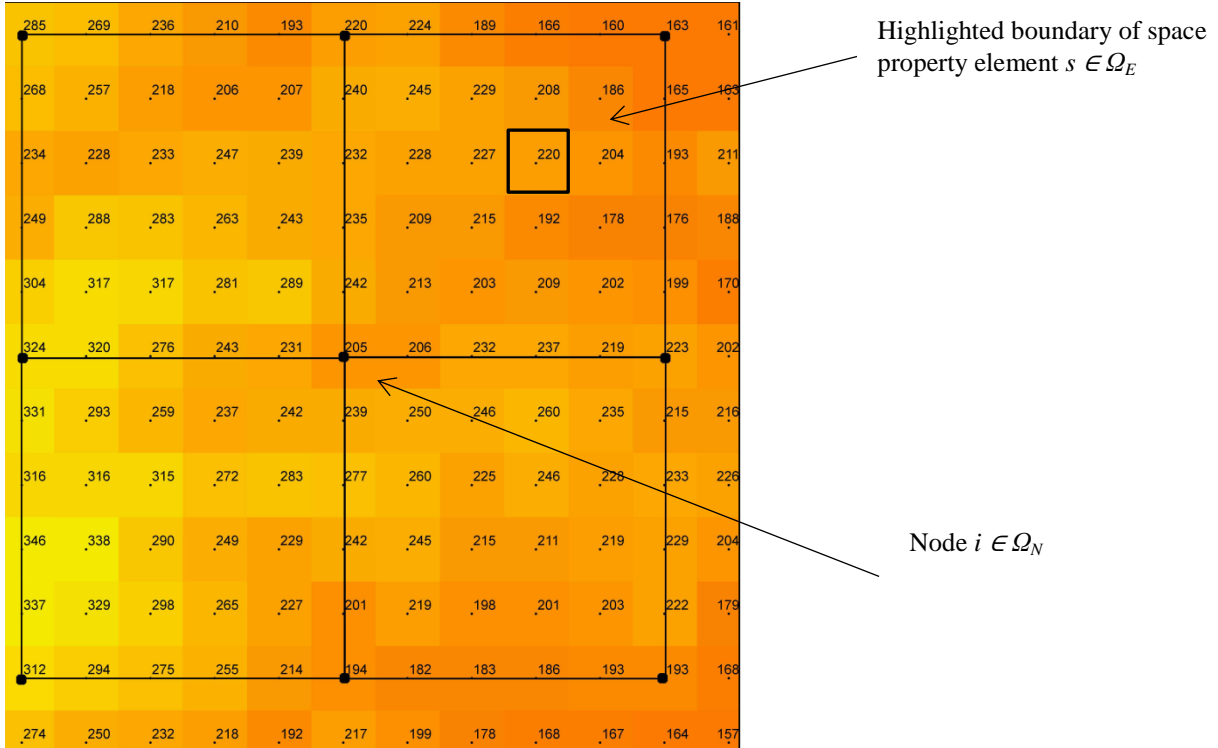 285 269 236 210 193 220 224 189 166 160 163 161
Highlighted boundary of space
property element s ∈ Ω_E
268 257 218 206 207 240 245 229 208 186 165 163
234 228 233 247 239 232 228 227 220 204 193 211
249 288 283 263 243 235 209 215 192 178 176 188
304 317 317 281 289 242 213 203 209 202 199 170
324 320 276 243 231 205 206 232 237 219 223 202
331 293 259 237 242 239 250 246 260 235 215 216
316 316 315 272 283 277 260 225 246 228 233 226
346 338 290 249 229 242 245 215 211 219 229 204
Node i ∈ Ω_N
337 329 298 265 227 201 219 198 201 203 222 179
312 294 275 255 214 194 182 183 186 193 193 168
274 250 232 218 192 217 199 178 168 167 164 157